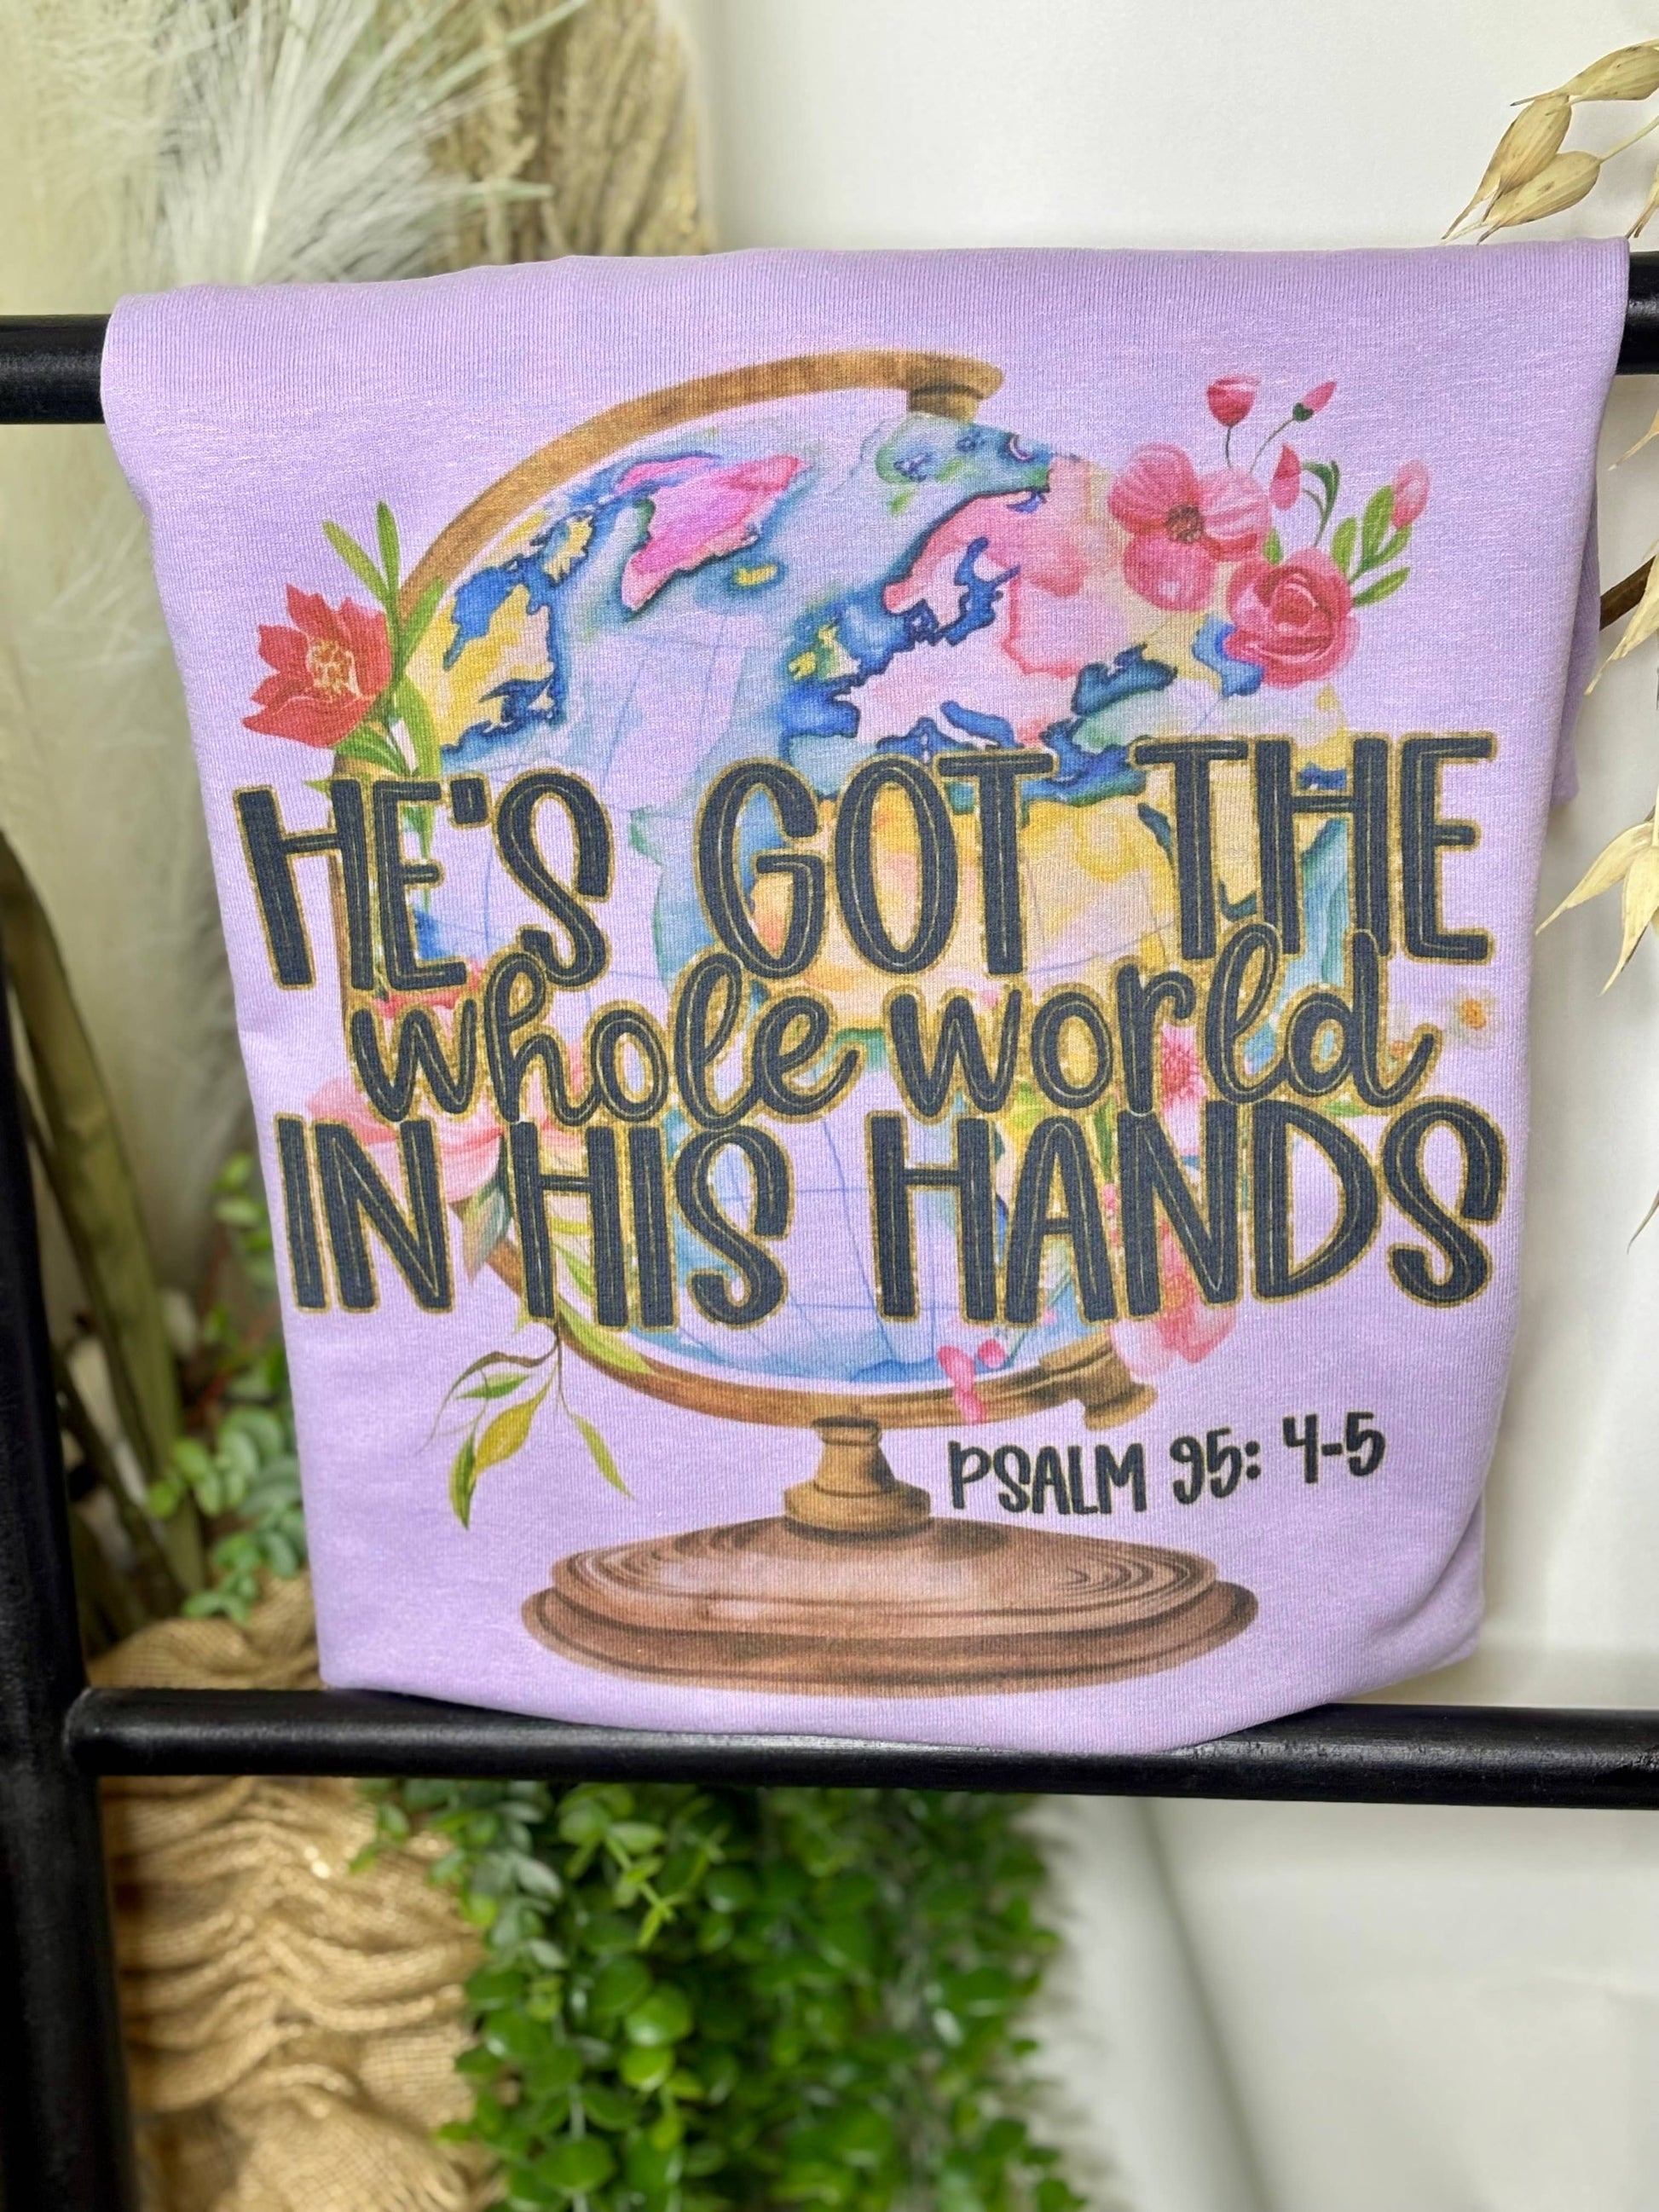 HE'S GOT THE
whole world
IN HIS HANDS
PSALM 95: 4-5